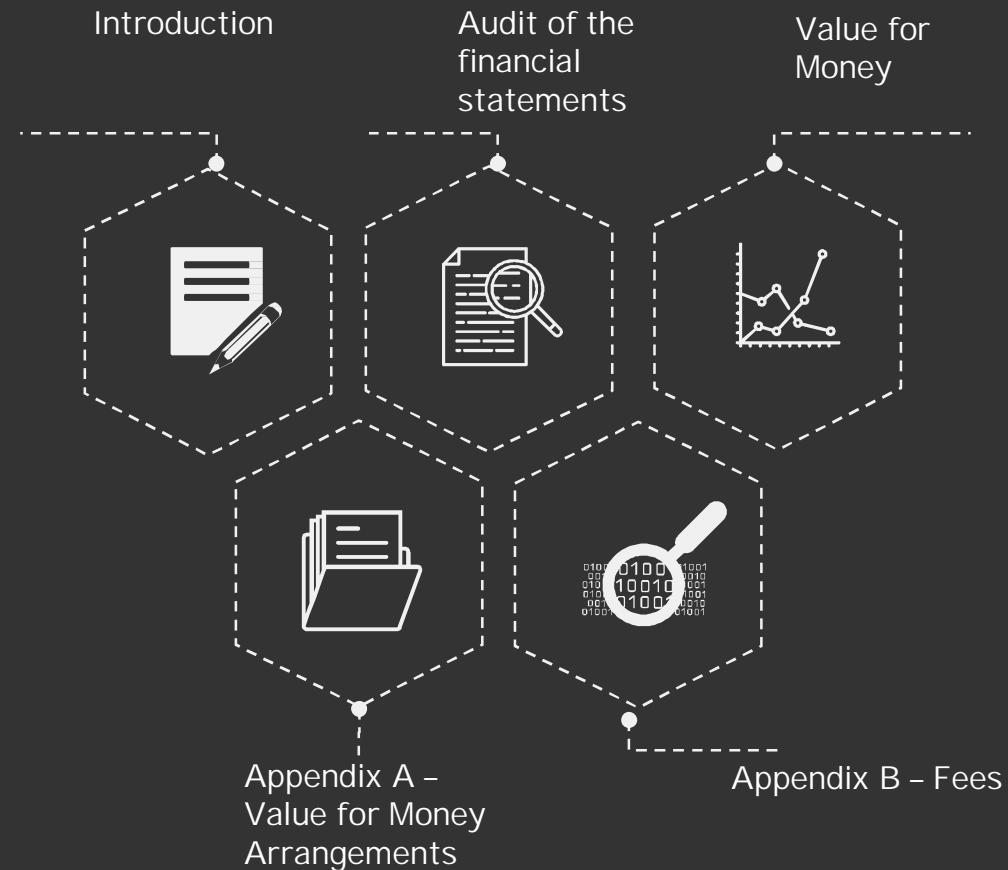 Introduction
Audit of the
financial
statements
Value for
Money
Appendix A –
Value for Money
Arrangements
Appendix B – Fees